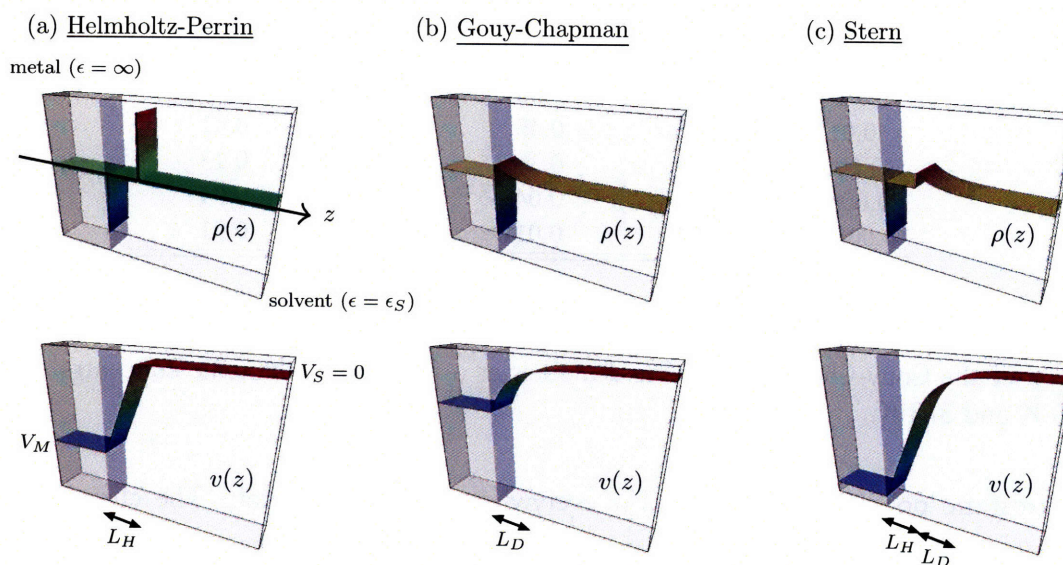 (a) Helmholtz-Perrin
(b) Gouy-Chapman
(c) Stern
metal (ϵ = ∞)
z
ρ(z)
ρ(z)
ρ(z)
solvent (ϵ = ϵ_S)
V_S = 0
V_M
v(z)
v(z)
v(z)
L_H
L_D
L_H
L_D